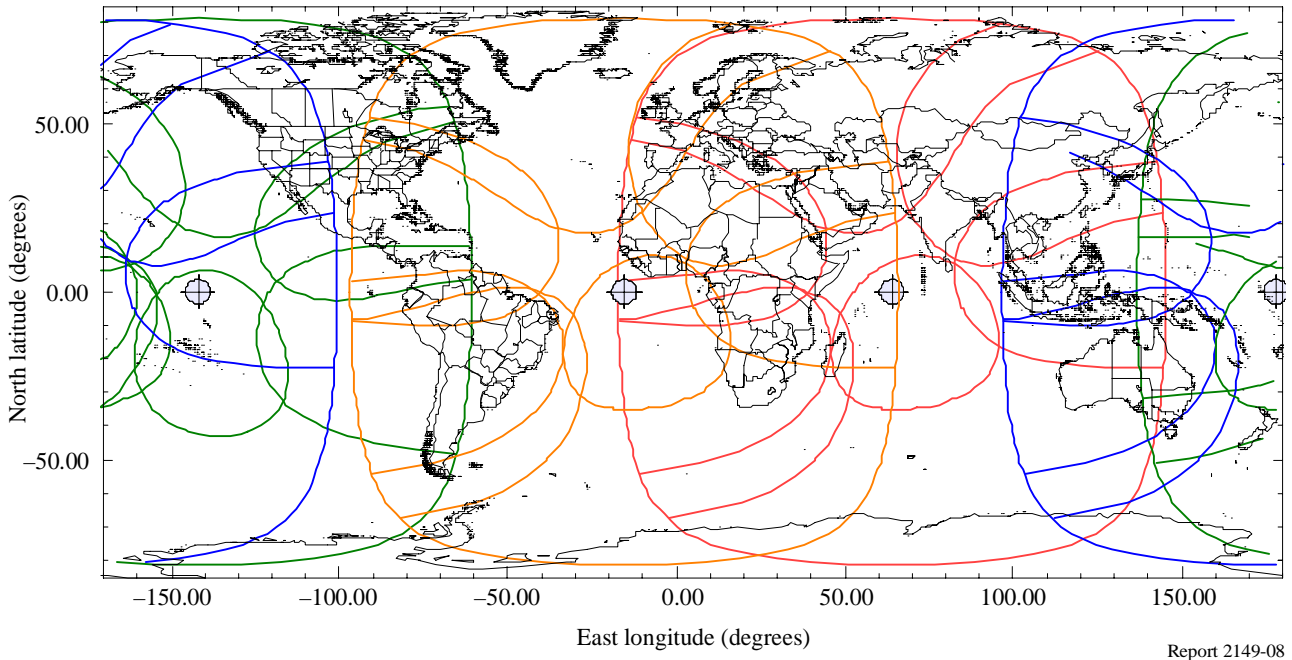 North latitude (degrees)
50.00
0.00
−50.00
−150.00 −100.00 −50.00 0.00 50.00 100.00 150.00
East longitude (degrees)
Report 2149-08